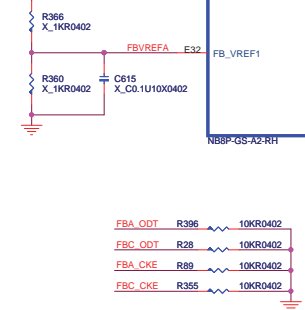 R366
X_1KR0402
FBVREFA E32 FB_VREF1
R360
X_1KR0402
C615
X_C0.1U10X0402
NB8P-GS-A2-RH
FBA_ODT R396 10KR0402
FBC_ODT R28 10KR0402
FBA_CKE R89 10KR0402
FBC_CKE R355 10KR0402